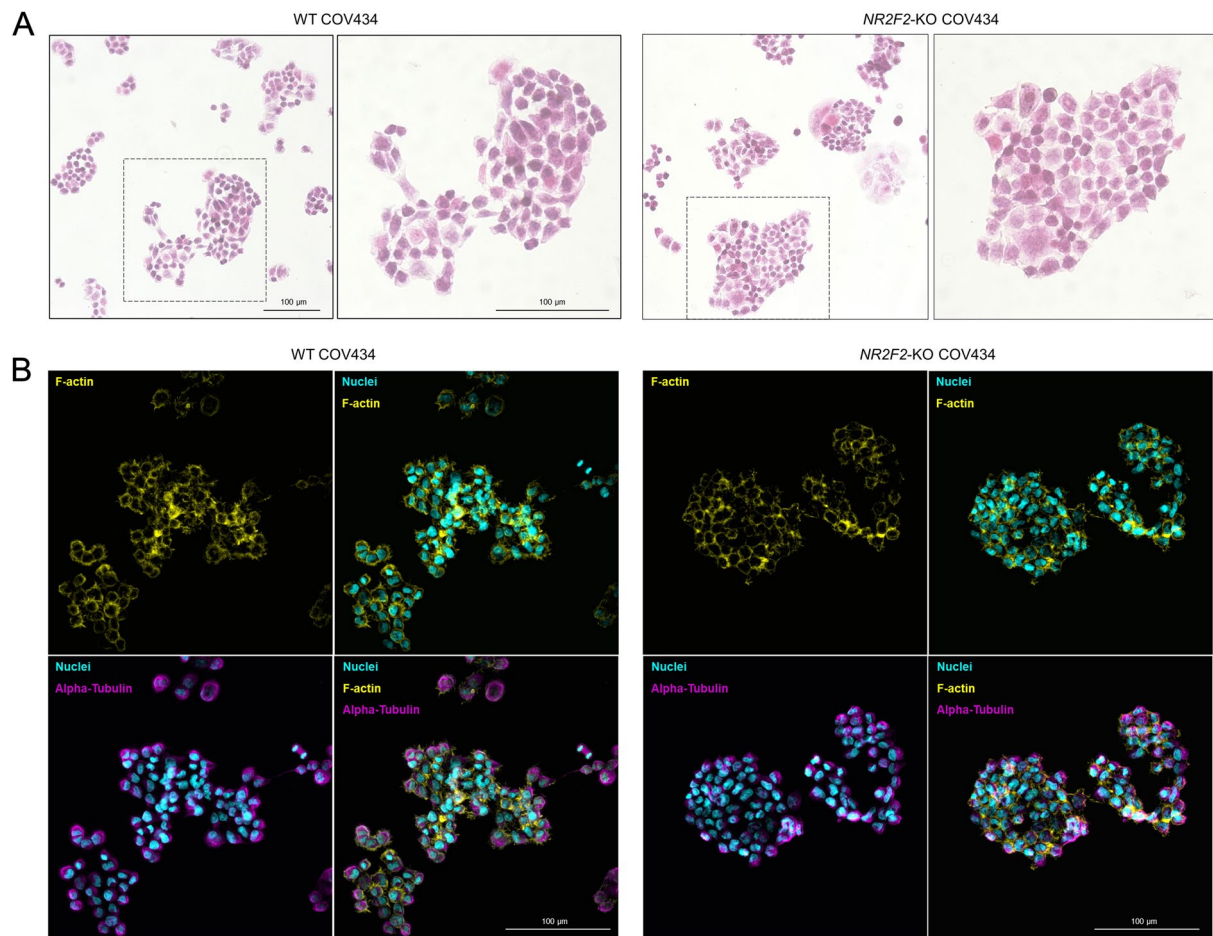 A
WT COV434
NR2F2-KO COV434
100 µm
100 µm
B
WT COV434
NR2F2-KO COV434
F-actin
Nuclei
F-actin
F-actin
Nuclei
F-actin
Nuclei
Alpha-Tubulin
Nuclei
F-actin
Alpha-Tubulin
Nuclei
Alpha-Tubulin
Nuclei
F-actin
Alpha-Tubulin
100 µm
100 µm